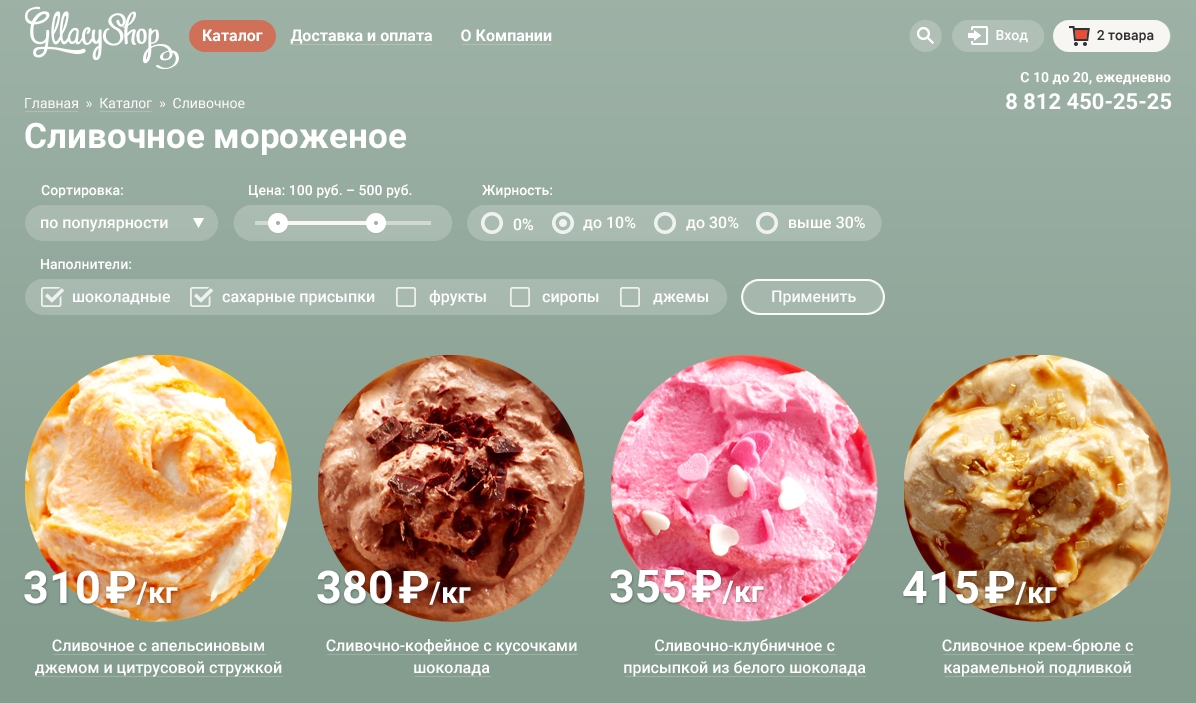 GllacyShop
Каталог Доставка и оплата О Компании Вход 2 товара
С 10 до 20, ежедневно
8 812 450-25-25
Главная » Каталог » Сливочное
Сливочное мороженое
Сортировка: Цена: 100 руб. – 500 руб. Жирность:
по популярности 0% до 10% до 30% выше 30%
Наполнители:
шоколадные сахарные присыпки фрукты сиропы джемы Применить
310 ₽/кг 380 ₽/кг 355 ₽/кг 415 ₽/кг
Сливочное с апельсиновым
джемом и цитрусовой стружкой
Сливочно-кофейное с кусочками
шоколада
Сливочно-клубничное с
присыпкой из белого шоколада
Сливочное крем-брюле с
карамельной подливкой